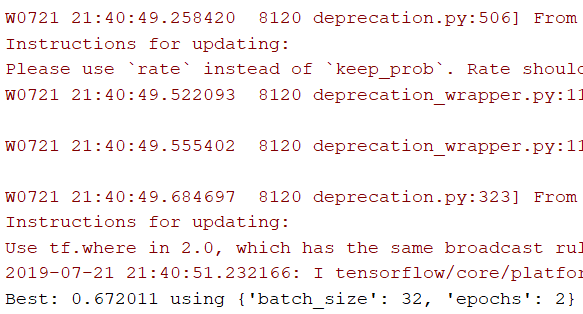 W0721 21:40:49.258420  8120 deprecation.py:506] From
Instructions for updating:
Please use `rate` instead of `keep_prob`. Rate should
W0721 21:40:49.522093  8120 deprecation_wrapper.py:11
W0721 21:40:49.555402  8120 deprecation_wrapper.py:11
W0721 21:40:49.684697  8120 deprecation.py:323] From
Instructions for updating:
Use tf.where in 2.0, which has the same broadcast rul
2019-07-21 21:40:51.232166: I tensorflow/core/platfor
Best: 0.672011 using {'batch_size': 32, 'epochs': 2}